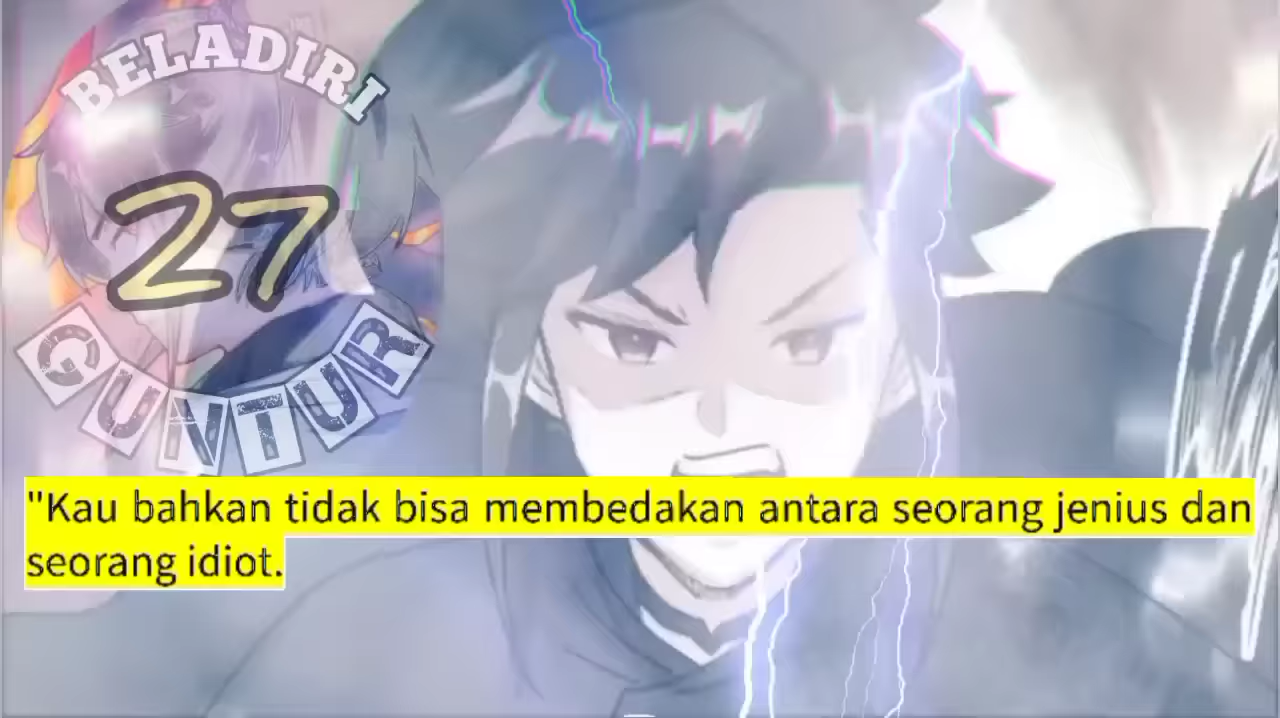 BELADIRI
27
GUNTUR
"Kau bahkan tidak bisa membedakan antara seorang jenius dan
seorang idiot.